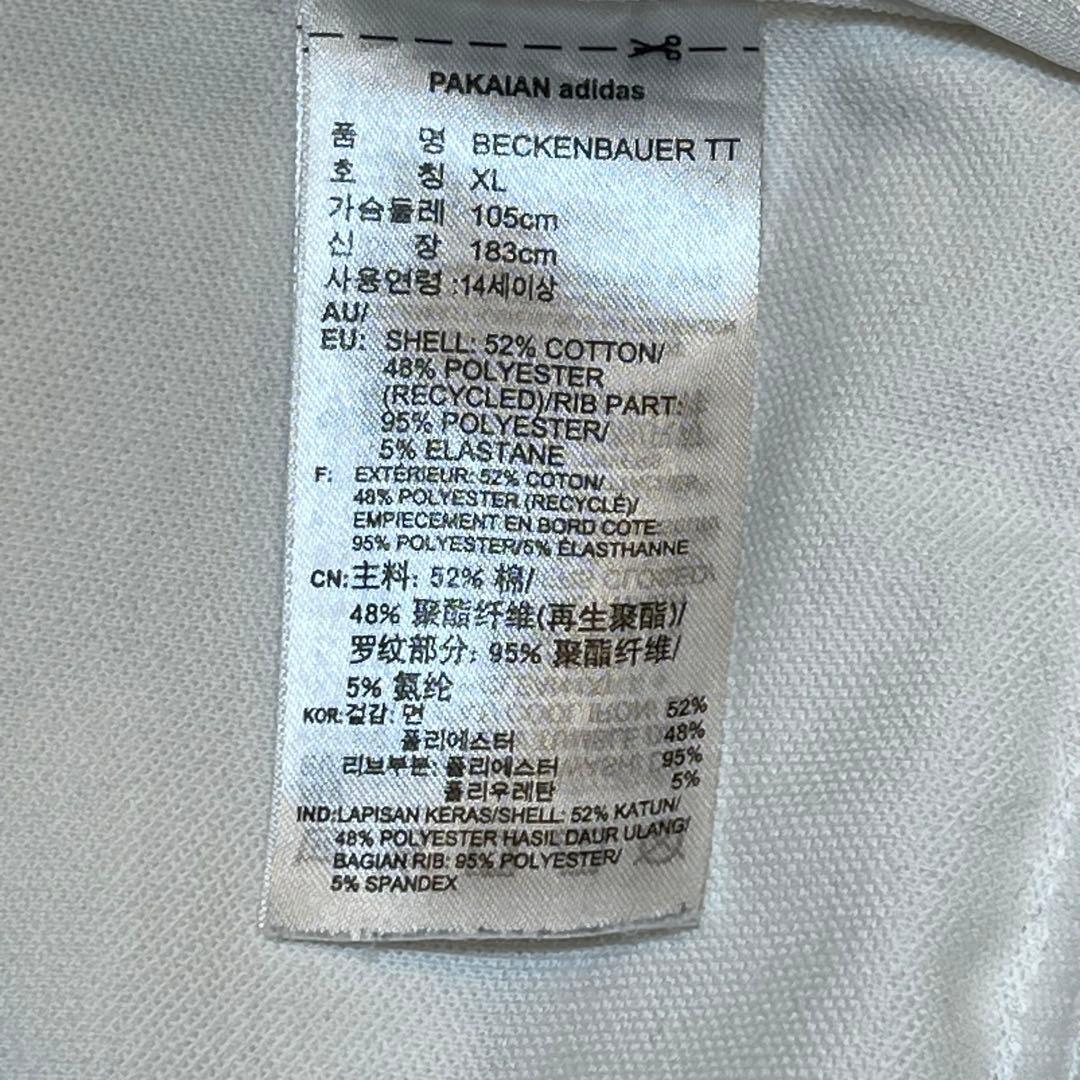 PAKAIAN adidas
품 명 BECKENBAUER TT
호 칭 XL
가슴둘레 105cm
신 장 183cm
사용연령 :14세이상
AU/
EU: SHELL: 52% COTTON/
48% POLYESTER
(RECYCLED)/RIB PART:
95% POLYESTER/
5% ELASTANE
F: EXTÉRIEUR: 52% COTON/
48% POLYESTER (RECYCLÉ)/
EMPIECEMENT EN BORD COTE:
95% POLYESTER/5% ÉLASTHANNE
CN:主料: 52% 棉/
48% 聚酯纤维(再生聚酯)/
罗纹部分: 95% 聚酯纤维/
5% 氨纶
KOR:겉감: 면 52%
폴리에스터 48%
리브부분: 폴리에스터 95%
폴리우레탄 5%
IND:LAPISAN KERAS/SHELL: 52% KATUN/
48% POLYESTER HASIL DAUR ULANG/
BAGIAN RIB: 95% POLYESTER/
5% SPANDEX